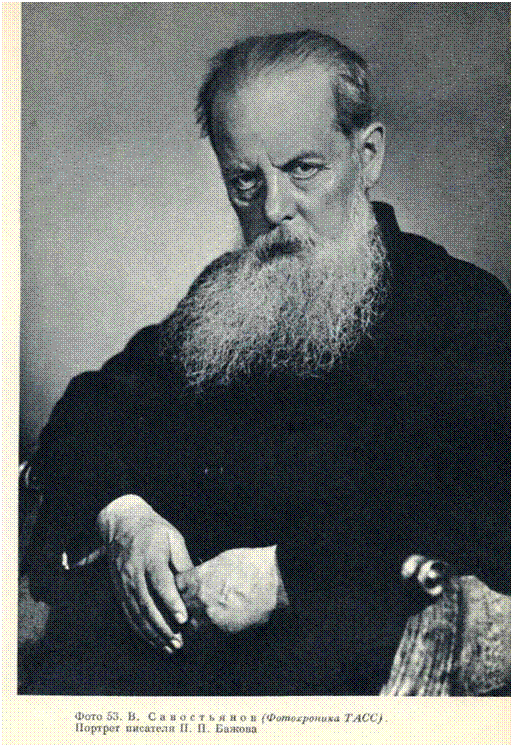 Фото 53. В. Савостьянов (Фотохроника ТАСС).
Портрет писателя П. П. Бажова